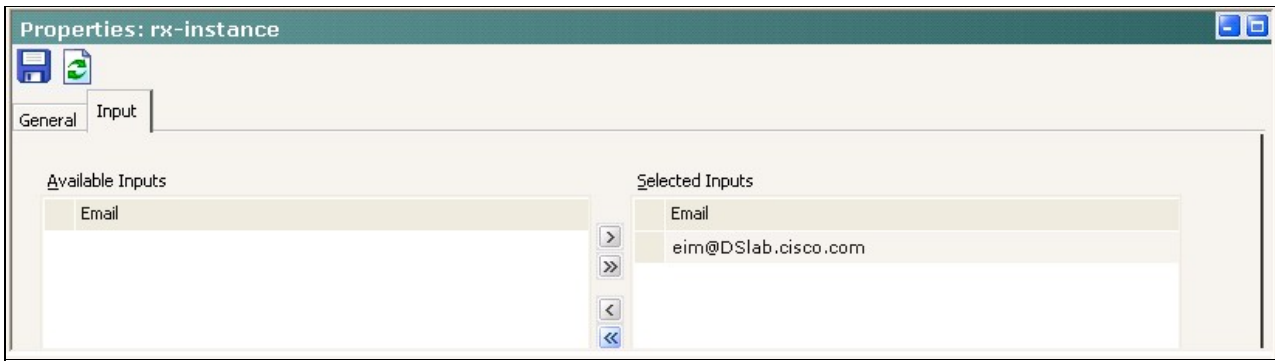 Properties: rx-instance
General
Input
Available Inputs
Selected Inputs
Email
Email
eim@DSlab.cisco.com